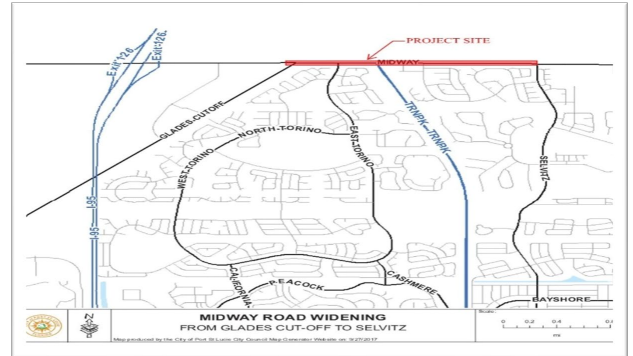 PROJECT SITE
MIDWAY
Exit 126
Exit 126
GLADES CUTOFF
TRNPK TRNPK
NORTH TORINO
EAST TORINO
WEST TORINO
SELVITZ
I-95
I-95
CALIFORNIA
PEACOCK
CASHMERE
BAYSHORE
MIDWAY ROAD WIDENING
FROM GLADES CUT-OFF TO SELVITZ
Map produced by the City of Port St Lucie City Council Map Generator Website on: 9/27/2017
Scale:
0 0.2 0.4
mi